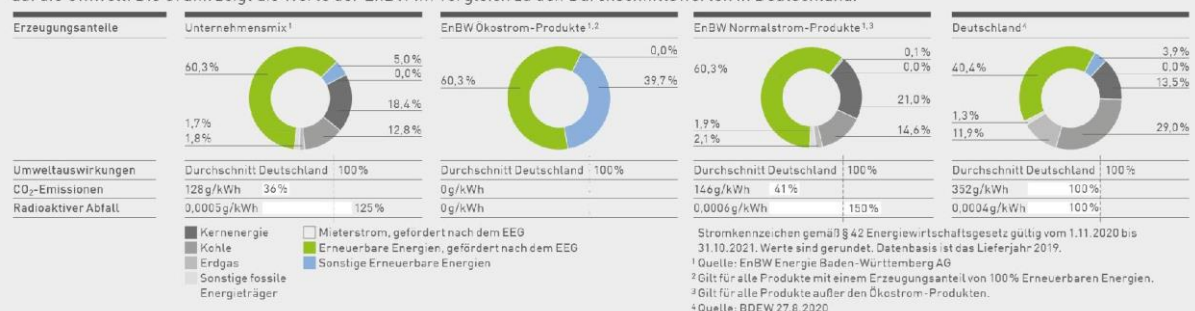 Erzeugungsanteile
Unternehmensmix¹
EnBW Ökostrom-Produkte¹,²
EnBW Normalstrom-Produkte¹,³
Deutschland⁴
60,3%
5,0%
0,0%
18,4%
12,8%
1,7%
1,8%
60,3%
0,0%
39,7%
60,3%
0,1%
0,0%
21,0%
14,6%
1,9%
2,1%
40,4%
3,9%
0,0%
13,5%
29,0%
1,3%
11,9%
Umweltauswirkungen
Durchschnitt Deutschland 100%
Durchschnitt Deutschland 100%
Durchschnitt Deutschland 100%
Durchschnitt Deutschland 100%
CO₂-Emissionen
128g/kWh 36%
0g/kWh
146g/kWh 41%
352g/kWh 100%
Radioaktiver Abfall
0,0005g/kWh 125%
0g/kWh
0,0006g/kWh 150%
0,0004g/kWh 100%
Kernenergie
Kohle
Erdgas
Sonstige fossile
Energieträger
Mieterstrom, gefördert nach dem EEG
Erneuerbare Energien, gefördert nach dem EEG
Sonstige Erneuerbare Energien
Stromkennzeichen gemäß § 42 Energiewirtschaftsgesetz gültig vom 1.11.2020 bis
31.10.2021. Werte sind gerundet. Datenbasis ist das Lieferjahr 2019.
¹ Quelle: EnBW Energie Baden-Württemberg AG
² Gilt für alle Produkte mit einem Erzeugungsanteil von 100% Erneuerbaren Energien.
³ Gilt für alle Produkte außer den Ökostrom-Produkten.
⁴ Quelle: BDEW 27.8.2020